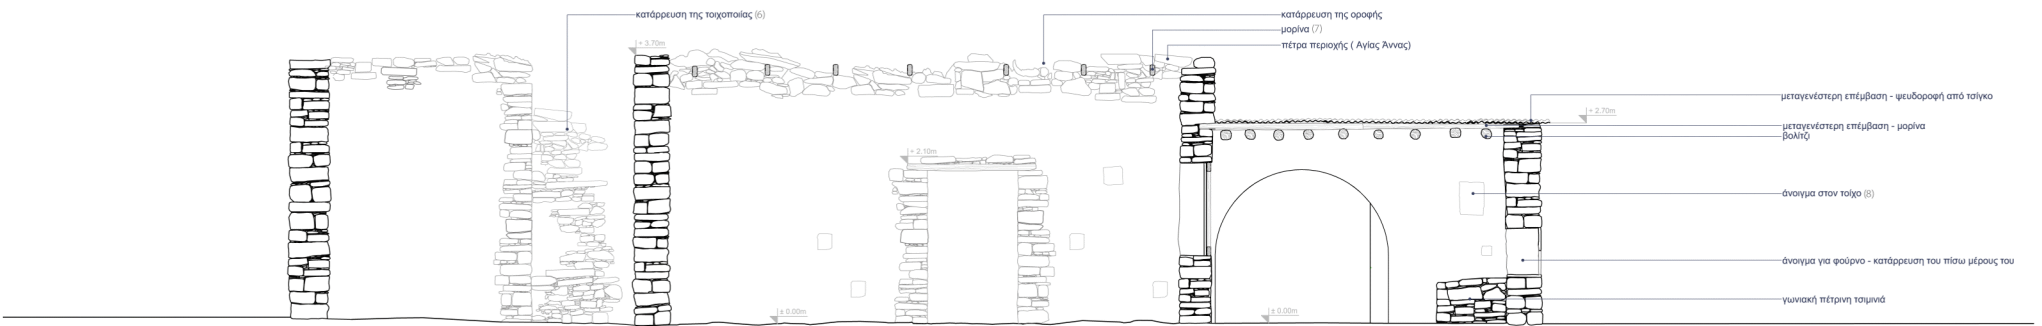 κατάρρευση της τοιχοποιίας (6)
κατάρρευση της οροφής
μορίνα (7)
πέτρα περιοχής ( Αγίας Άννας)
+ 3.70m
μεταγενέστερη επέμβαση - ψευδοροφή από τσίγκο
+ 2.70m
μεταγενέστερη επέμβαση - μορίνα
βολίτζι
+ 2.10m
άνοιγμα στον τοίχο (8)
άνοιγμα για φούρνο - κατάρρευση του πίσω μέρους του
γωνιακή πέτρινη τσιμινιά
± 0.00m
± 0.00m